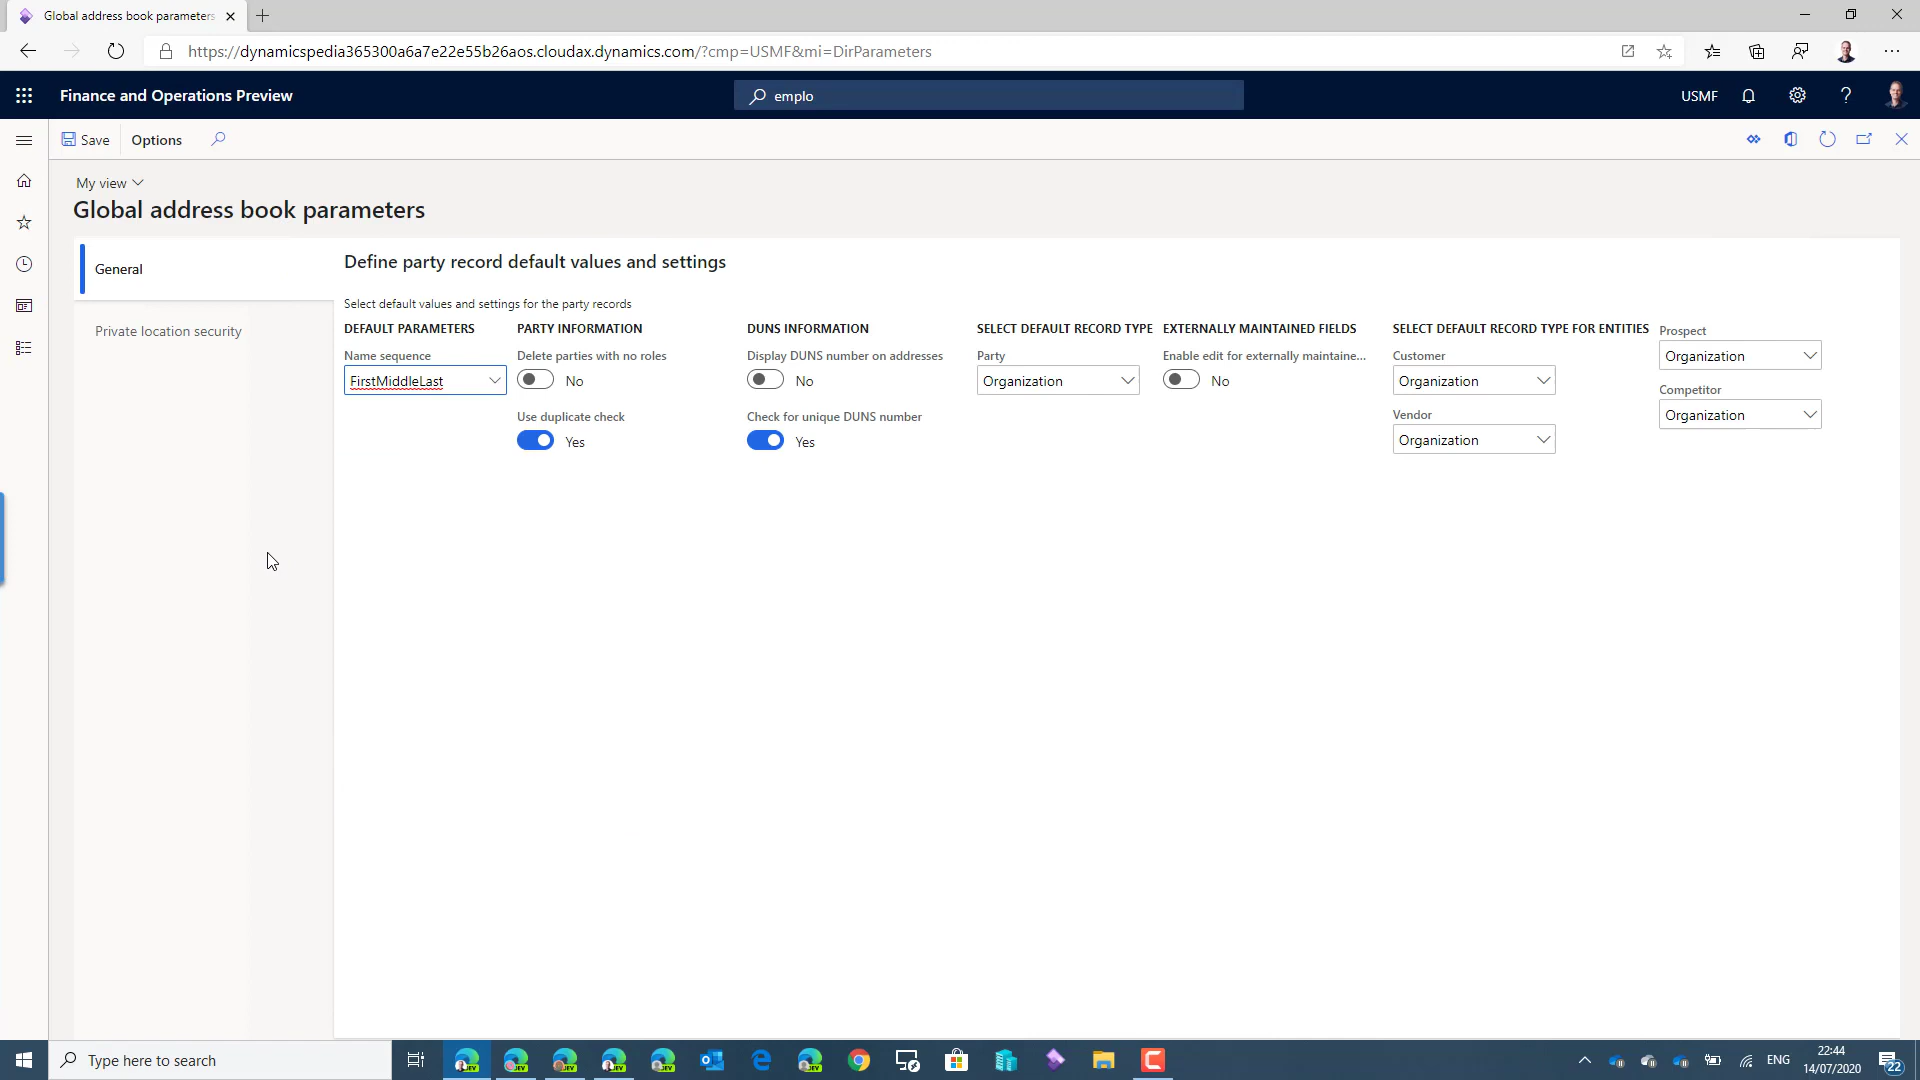 Global address book parameters
https://dynamicspedia365300a6a7e22e55b26aos.cloudax.dynamics.com/?cmp=USMF&mi=DirParameters
Finance and Operations Preview
emplo
USMF
Save
Options
My view
Global address book parameters
General
Private location security
Define party record default values and settings
Select default values and settings for the party records
DEFAULT PARAMETERS
Name sequence
FirstMiddleLast
PARTY INFORMATION
Delete parties with no roles
No
Use duplicate check
Yes
DUNS INFORMATION
Display DUNS number on addresses
No
Check for unique DUNS number
Yes
SELECT DEFAULT RECORD TYPE
Party
Organization
EXTERNALLY MAINTAINED FIELDS
Enable edit for externally maintaine...
No
SELECT DEFAULT RECORD TYPE FOR ENTITIES
Customer
Organization
Vendor
Organization
Prospect
Organization
Competitor
Organization
Type here to search
ENG
22:44
14/07/2020
22